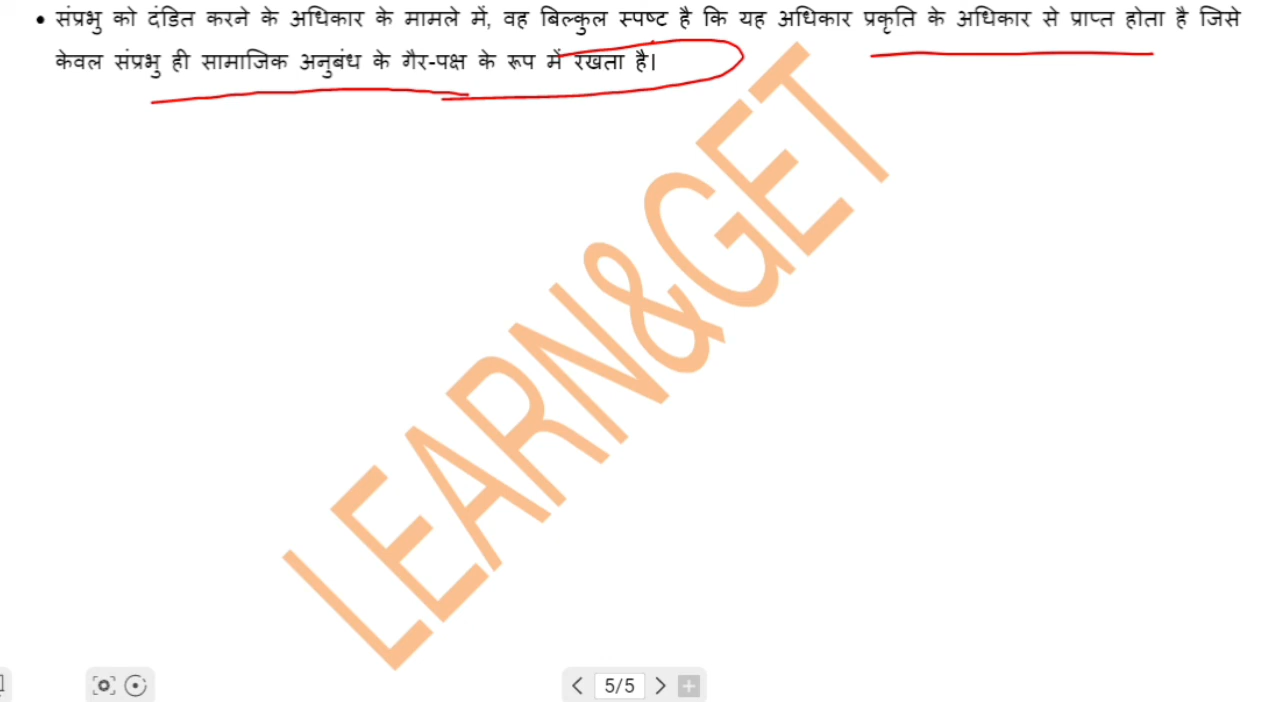 • संप्रभु को दंडित करने के अधिकार के मामले में, वह बिल्कुल स्पष्ट है कि यह अधिकार प्रकृति के अधिकार से प्राप्त होता है जिसे
केवल संप्रभु ही सामाजिक अनुबंध के गैर-पक्ष के रूप में रखता है।
LEARN&GET
5/5